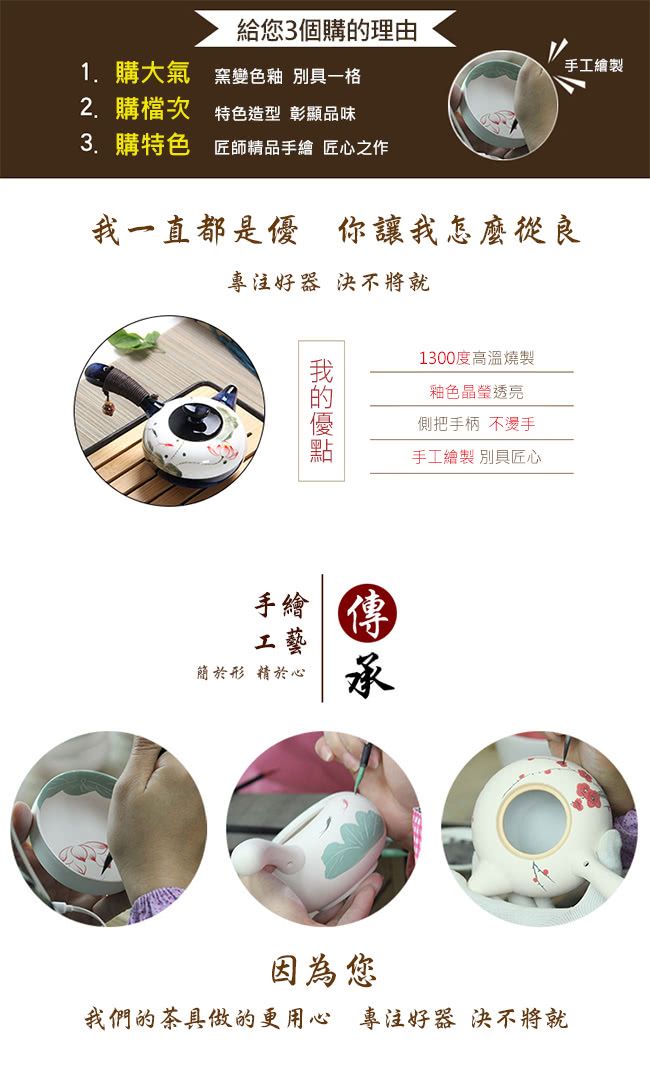 給您3個購的理由
1. 購大氣 窯變色釉 別具一格
2. 購檔次 特色造型 彰顯品味
3. 購特色 匠師精品手繪 匠心之作
手工繪製
我一直都是優 你讓我怎麼從良
專注好器 決不將就
我的優點
1300度高溫燒製
釉色晶瑩透亮
側把手柄 不燙手
手工繪製 別具匠心
手繪
工藝
簡於形 精於心
傳承
因為您
我們的茶具做的更用心 專注好器 決不將就